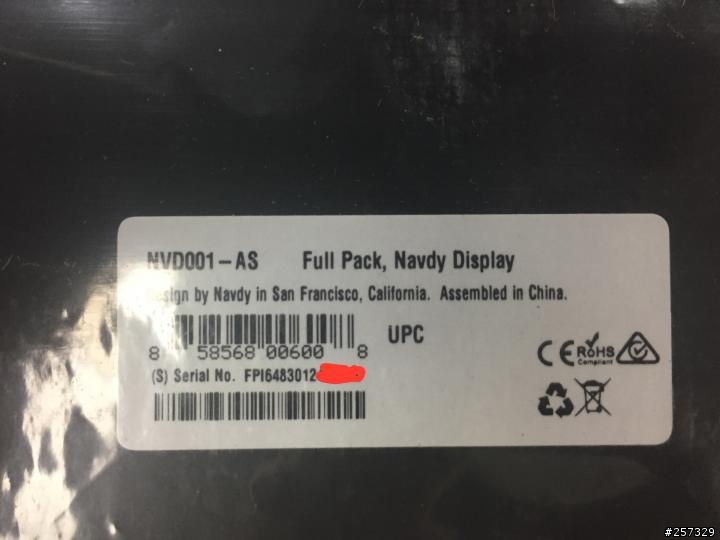 NVD001-AS Full Pack, Navdy Display
Design by Navdy in San Francisco, California. Assembled in China.
UPC
8 58568 00600 8
(S) Serial No. FPI6483012
CE RoHS
Compliant
#257329